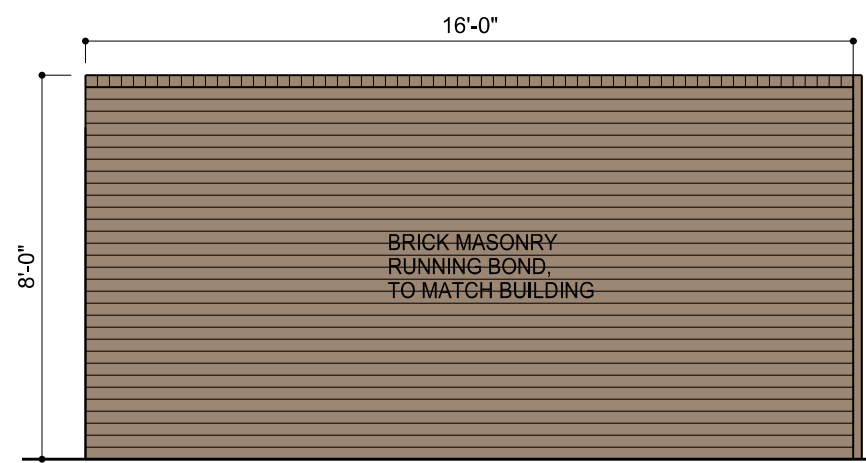 16'-0"
8'-0"
BRICK MASONRY
RUNNING BOND,
TO MATCH BUILDING